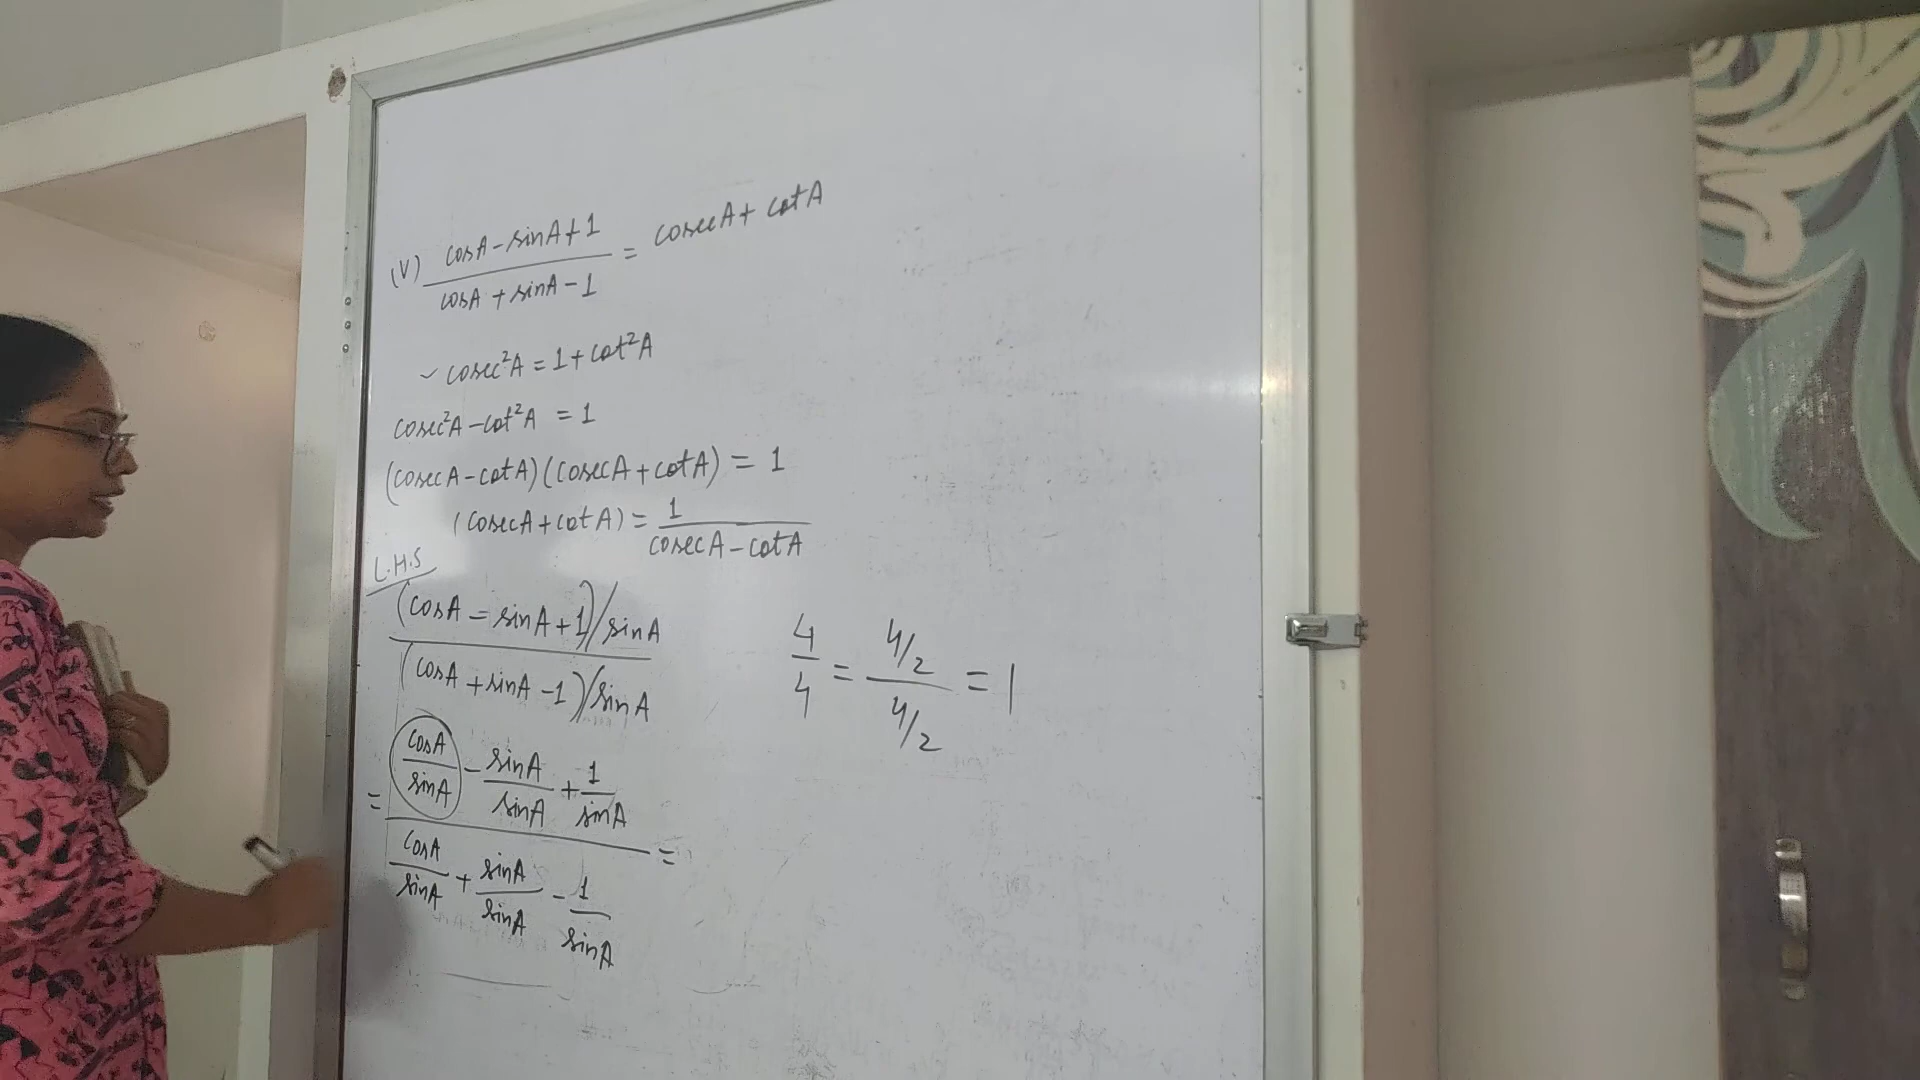 (V) cosA-sinA+1 / cosA+sinA-1 = cosecA+cotA
~ cosec²A = 1+cot²A
cosec²A-cot²A = 1
(cosecA-cotA)(cosecA+cotA) = 1
(cosecA+cotA) = 1 / cosecA-cotA
L.H.S
(cosA-sinA+1)/sinA
(cosA+sinA-1)/sinA
4/4 = 4/2 / 4/2 = 1
= cosA/sinA - sinA/sinA + 1/sinA
cosA/sinA + sinA/sinA - 1/sinA =